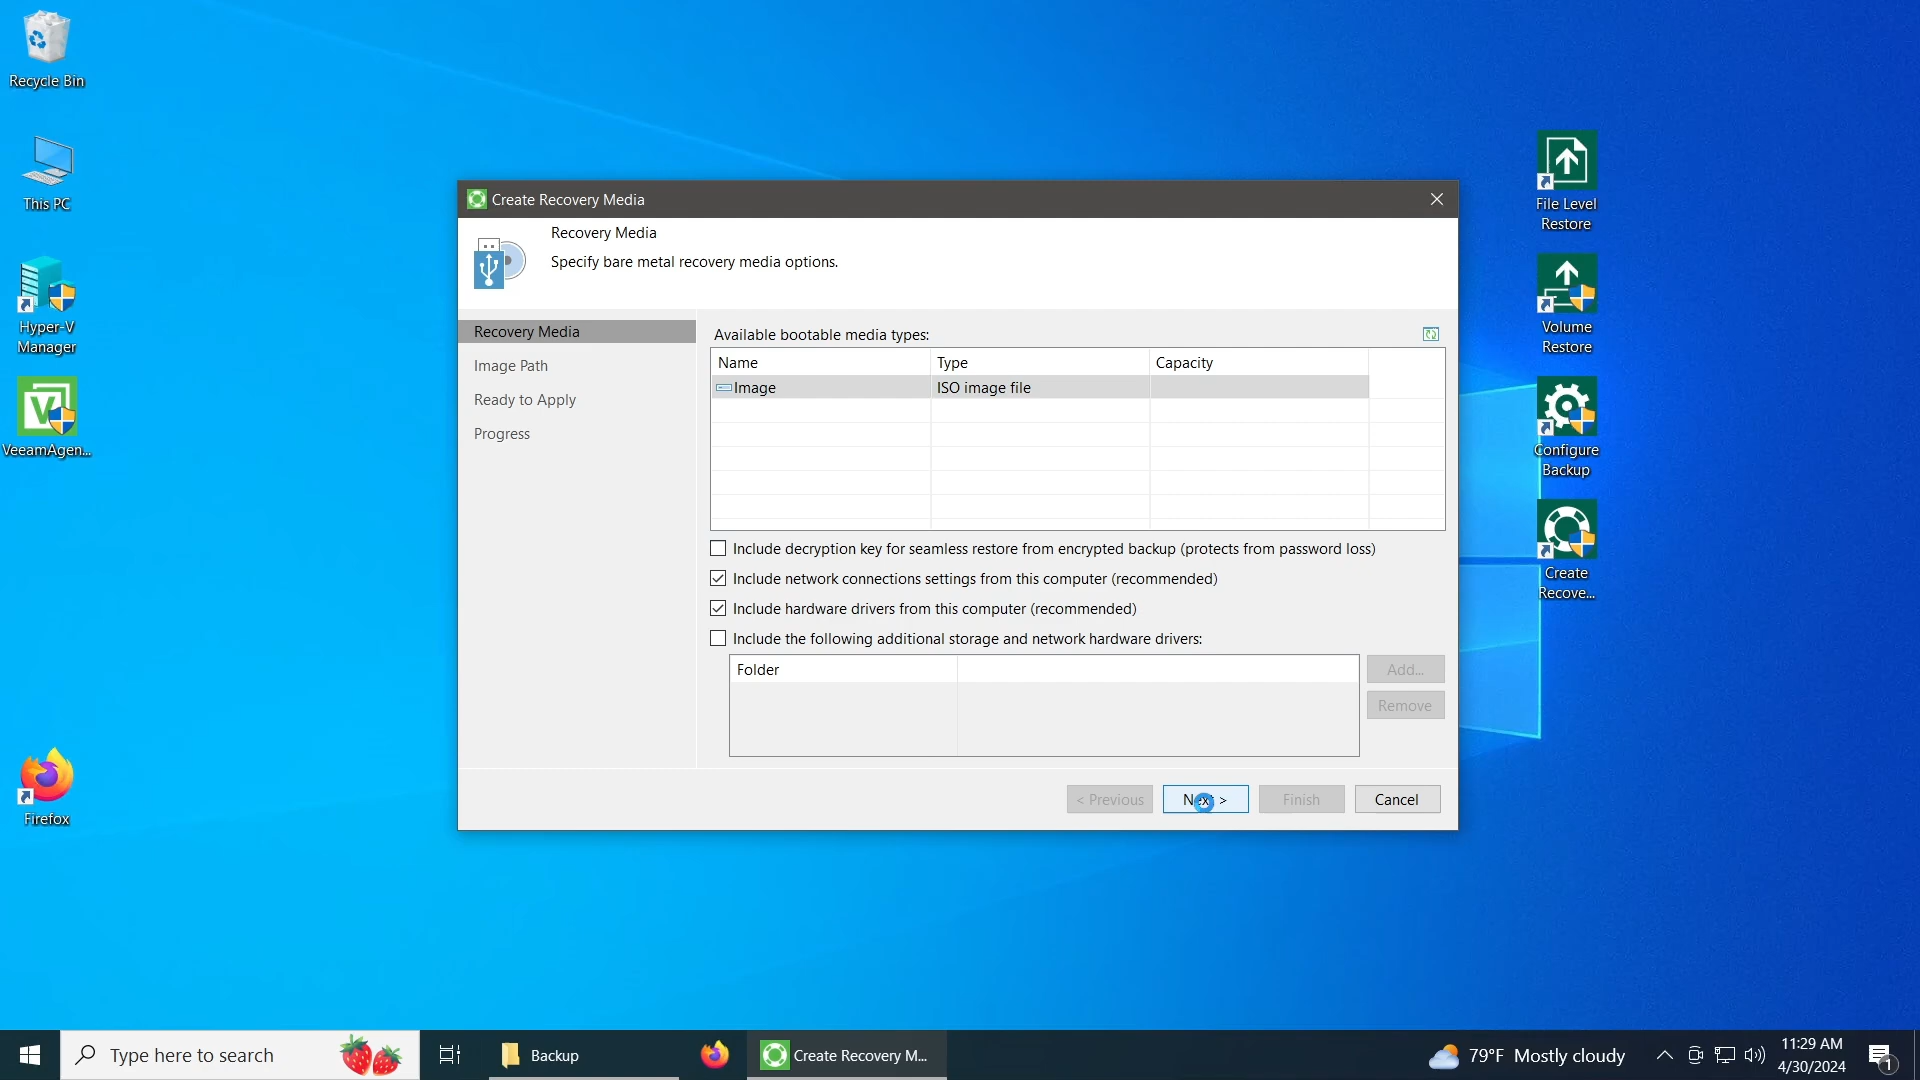 Recycle Bin
This PC
Hyper-V
Manager
VeeamAgen...
Firefox
File Level
Restore
Volume
Restore
Configure
Backup
Create
Recove...
Create Recovery Media
Recovery Media
Specify bare metal recovery media options.
Recovery Media
Image Path
Ready to Apply
Progress
Available bootable media types:
Name Type Capacity
Image ISO image file
Include decryption key for seamless restore from encrypted backup (protects from password loss)
Include network connections settings from this computer (recommended)
Include hardware drivers from this computer (recommended)
Include the following additional storage and network hardware drivers:
Folder
Add...
Remove
< Previous Next > Finish Cancel
Type here to search
Backup
Create Recovery M...
79°F Mostly cloudy
11:29 AM
4/30/2024
1